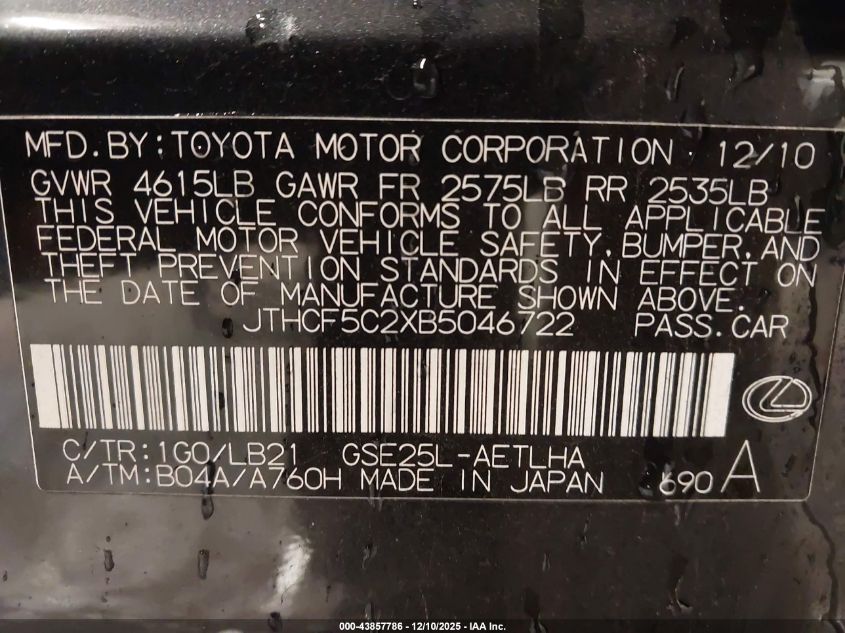 MFD.BY:TOYOTA MOTOR CORPORATION 12/10
GVWR 4615LB GAWR FR 2575LB RR 2535LB
THIS VEHICLE CONFORMS TO ALL APPLICABLE
FEDERAL MOTOR VEHICLE SAFETY, BUMPER, AND
THEFT PREVENTION STANDARDS IN EFFECT ON
THE DATE OF MANUFACTURE SHOWN ABOVE.
JTHCF5C2XB5046722 PASS.CAR
C/TR:1G0/LB21 GSE25L-AETLHA
A/TM:B04A/A760H MADE IN JAPAN 690 A
000-43857786 - 12/10/2025 - IAA Inc.